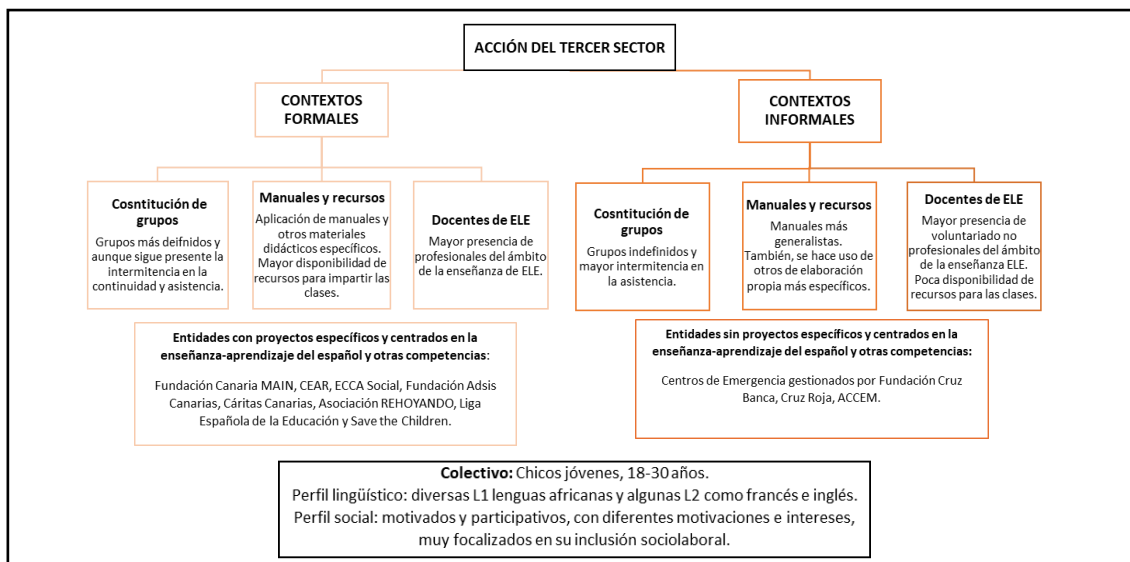 ACCIÓN DEL TERCER SECTOR
CONTEXTOS
FORMALES
Cosntitución de
grupos
Grupos más deifnidos y
aunque sigue presente la
intermitencia en la
continuidad y asistencia.
Manuales y recursos
Aplicación de manuales y
otros materiales
didácticos específicos.
Mayor disponibilidad de
recursos para impartir las
clases.
Docentes de ELE
Mayor presencia de
profesionales del ámbito
de la enseñanza de ELE.
Entidades con proyectos específicos y centrados en la
enseñanza-aprendizaje del español y otras competencias:
Fundación Canaria MAIN, CEAR, ECCA Social, Fundación Adsis
Canarias, Cáritas Canarias, Asociación REHOYANDO, Liga
Española de la Educación y Save the Children.
CONTEXTOS
INFORMALES
Cosntitución de
grupos
Grupos indefinidos y
mayor intermitencia en
la asistencia.
Manuales y recursos
Manuales más
generalistas.
También, se hace uso de
otros de elaboración
propia más específicos.
Docentes de ELE
Mayor presencia de
voluntariado no
profesionales del ámbito
de la enseñanza ELE.
Poca disponibilidad de
recursos para las clases.
Entidades sin proyectos específicos y centrados en la
enseñanza-aprendizaje del español y otras competencias:
Centros de Emergencia gestionados por Fundación Cruz
Banca, Cruz Roja, ACCEM.
Colectivo: Chicos jóvenes, 18-30 años.
Perfil lingüístico: diversas L1 lenguas africanas y algunas L2 como francés e inglés.
Perfil social: motivados y participativos, con diferentes motivaciones e intereses,
muy focalizados en su inclusión sociolaboral.